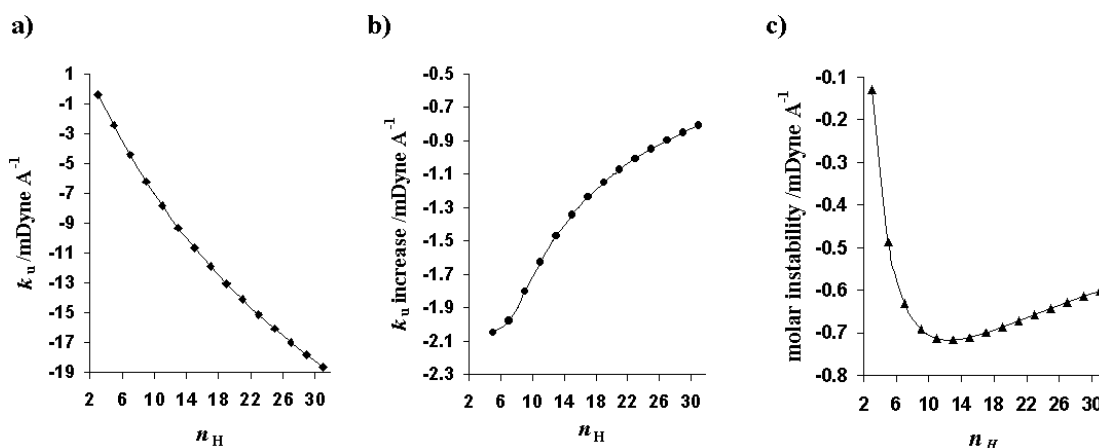 a)
k_u /mDyne A^-1
1
-1
-3
-5
-7
-9
-11
-13
-15
-17
-19
2 6 10 14 18 22 26 30
n_H
b)
k_u increase /mDyne A^-1
-0.5
-0.7
-0.9
-1.1
-1.3
-1.5
-1.7
-1.9
-2.1
-2.3
2 6 10 14 18 22 26 30
n_H
c)
molar instability /mDyne A^-1
-0.1
-0.2
-0.3
-0.4
-0.5
-0.6
-0.7
-0.8
2 6 10 14 18 22 26 30
n_H